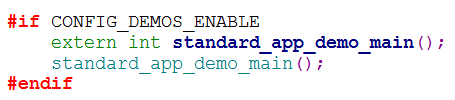 #if CONFIG_DEMOS_ENABLE
    extern int standard_app_demo_main();
    standard_app_demo_main();
#endif